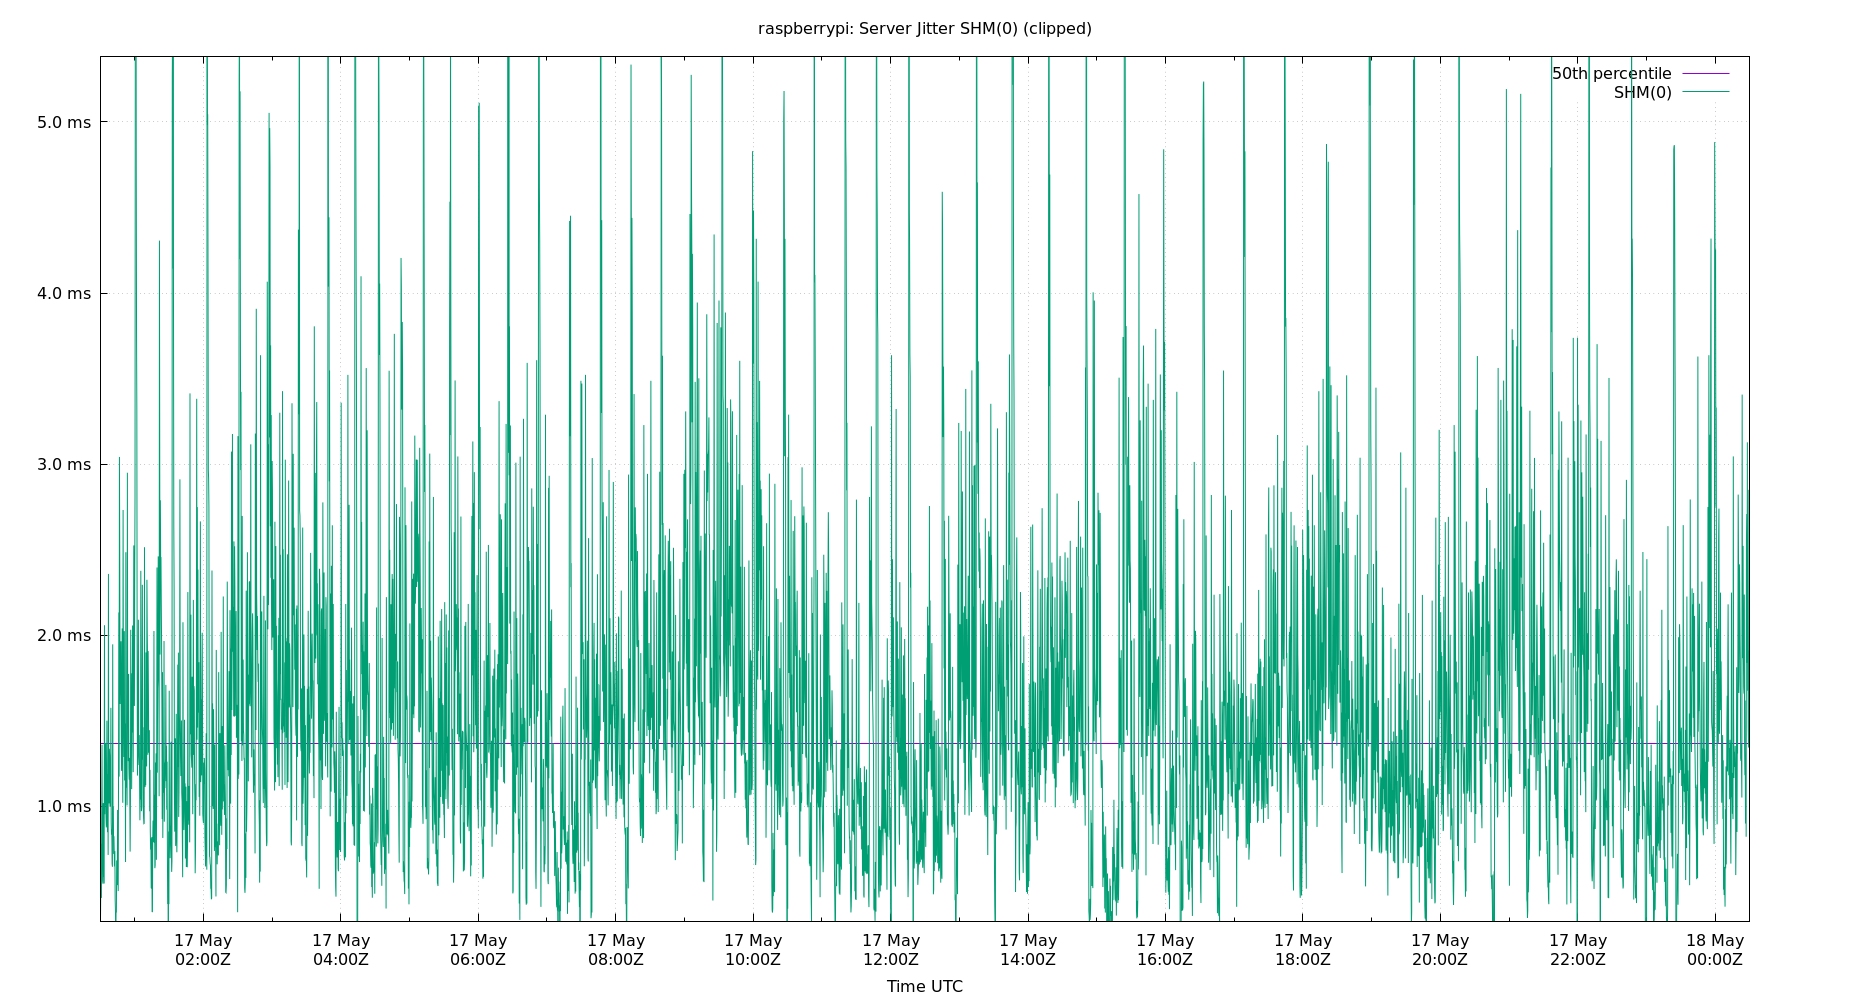 raspberrypi: Server Jitter SHM(0) (clipped)
50th percentile
SHM(0)
5.0 ms
4.0 ms
3.0 ms
2.0 ms
1.0 ms
17 May 17 May 17 May 17 May 17 May 17 May 17 May 17 May 17 May 17 May 17 May 18 May
02:00Z 04:00Z 06:00Z 08:00Z 10:00Z 12:00Z 14:00Z 16:00Z 18:00Z 20:00Z 22:00Z 00:00Z
Time UTC